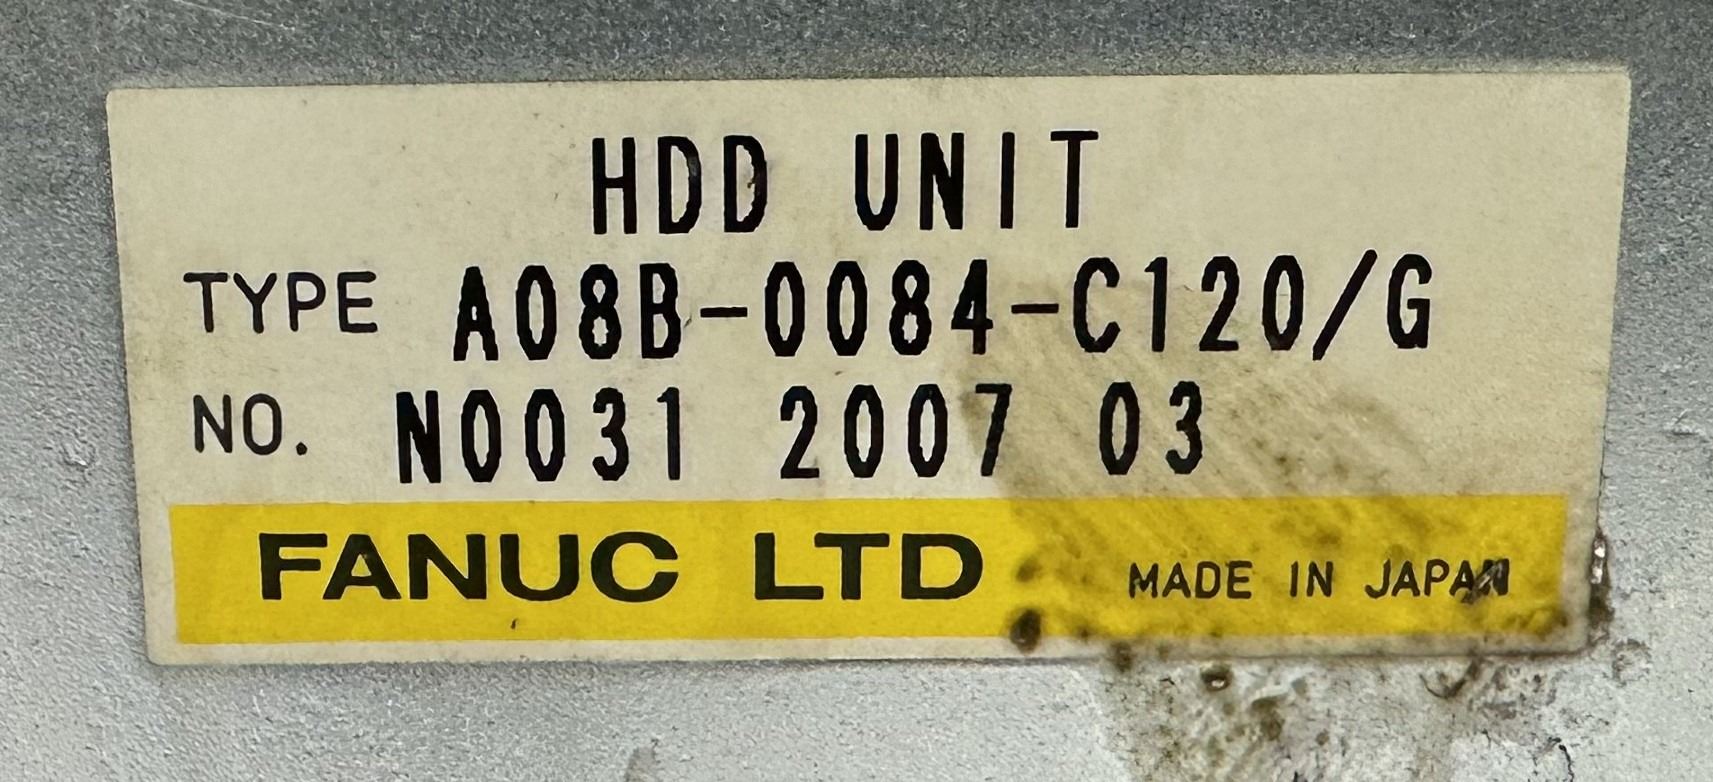 HDD UNIT
TYPE A08B-0084-C120/G
NO. N0031 2007 03
FANUC LTD MADE IN JAPAN